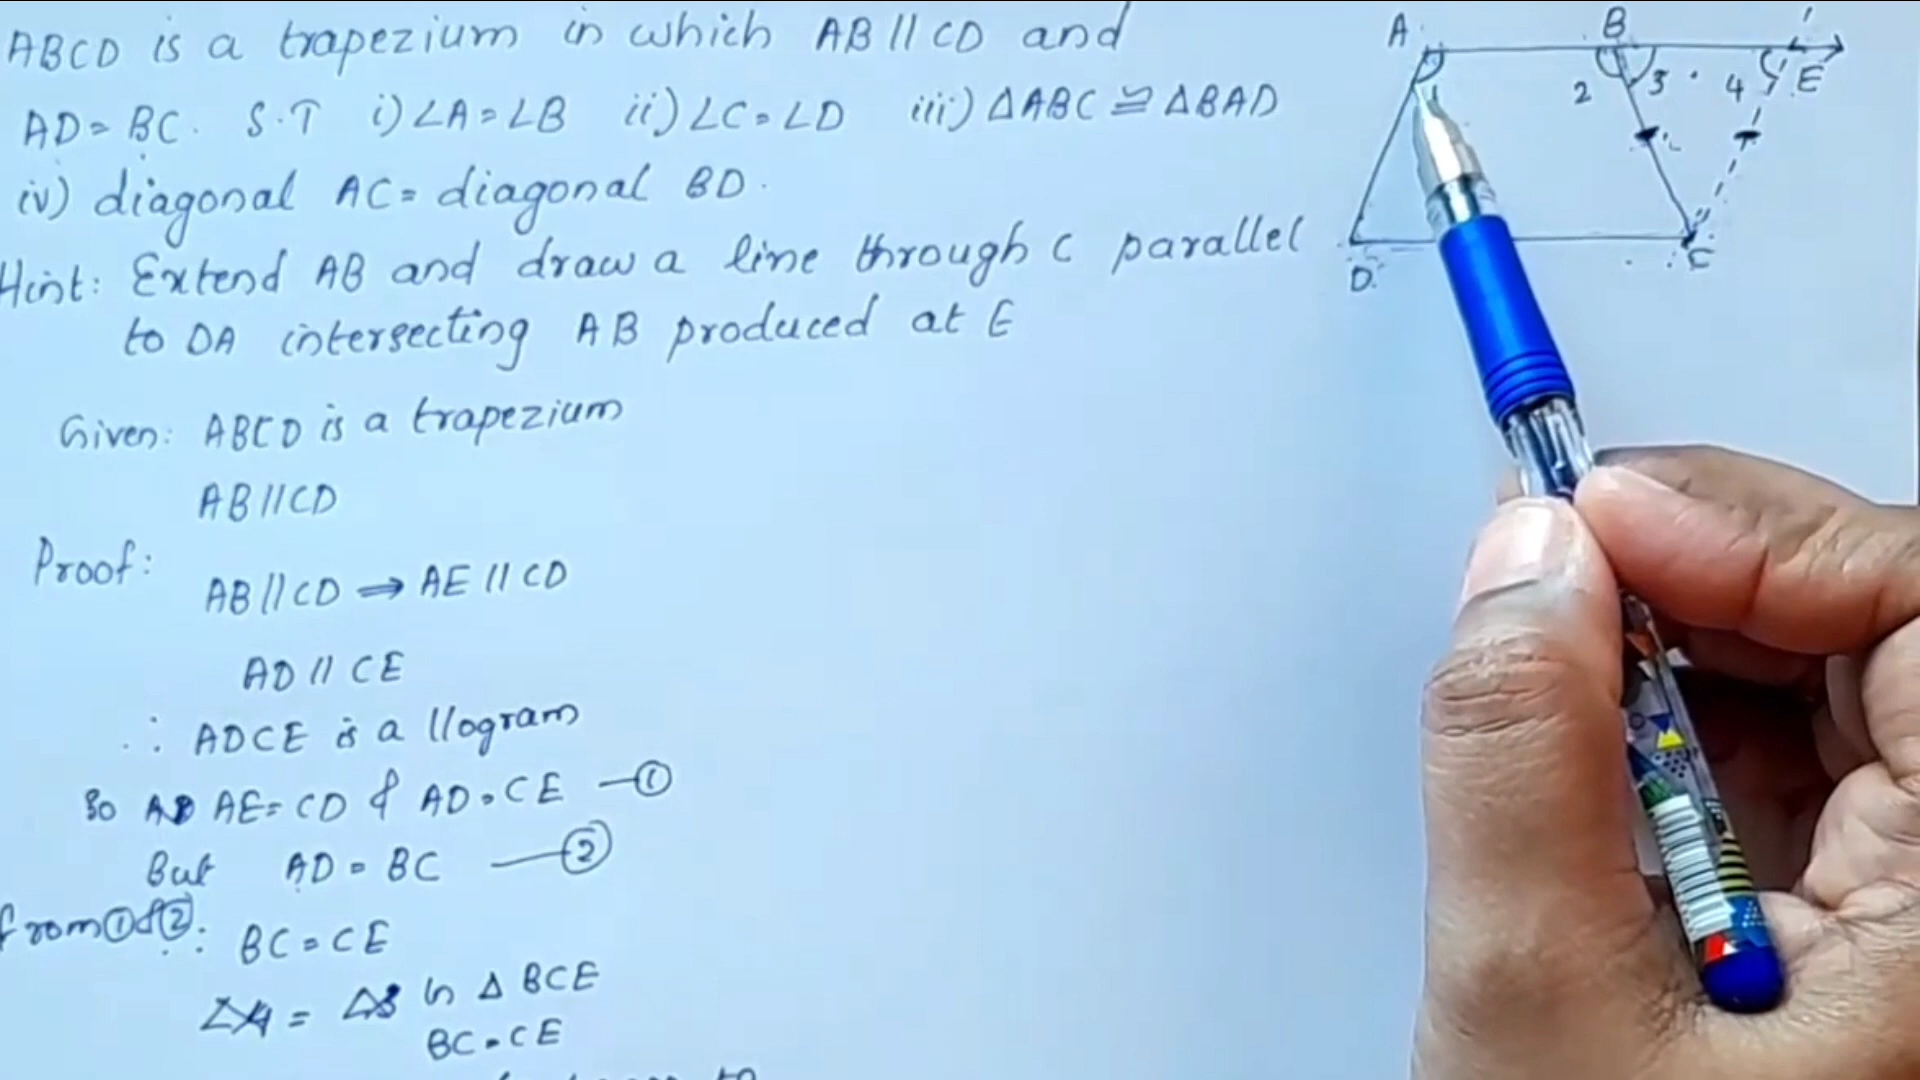 ABCD is a trapezium in which AB // CD and
AD = BC. S.T i) ∠A = ∠B ii) ∠C = ∠D iii) ΔABC ≅ ΔBAD
iv) diagonal AC = diagonal BD.
Hint: Extend AB and draw a line through C parallel
to DA intersecting AB produced at E
Given: ABCD is a trapezium
AB // CD
Proof:
AB // CD ⇒ AE // CD
AD // CE
∴ ADCE is a llogram
So AE = CD & AD = CE —①
But AD = BC —②
from ① & ② ∴ BC = CE
In Δ BCE
BC = CE
A B
2 3 4 E
D C